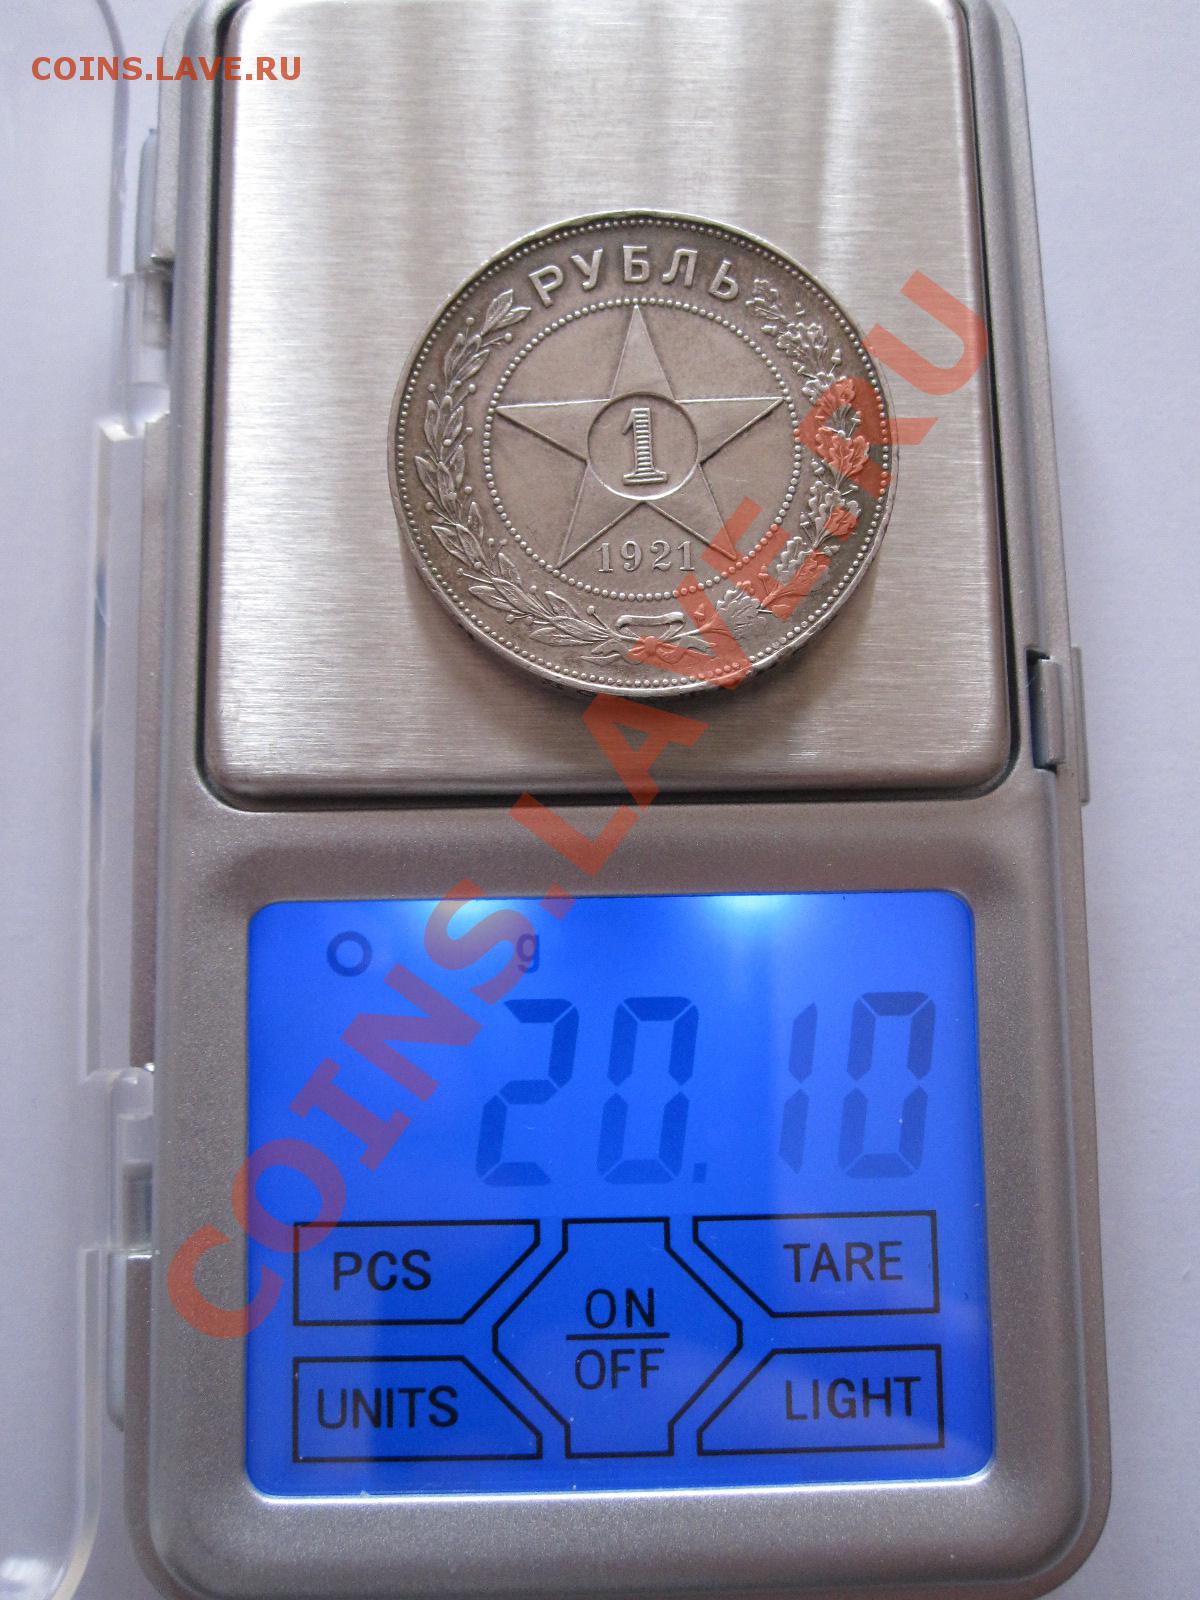 COINS.LAVE.RU
РУБЛЬ
1
1921
COINS.LAVE.RU
g
20.10
PCS
TARE
ON
OFF
UNITS
LIGHT